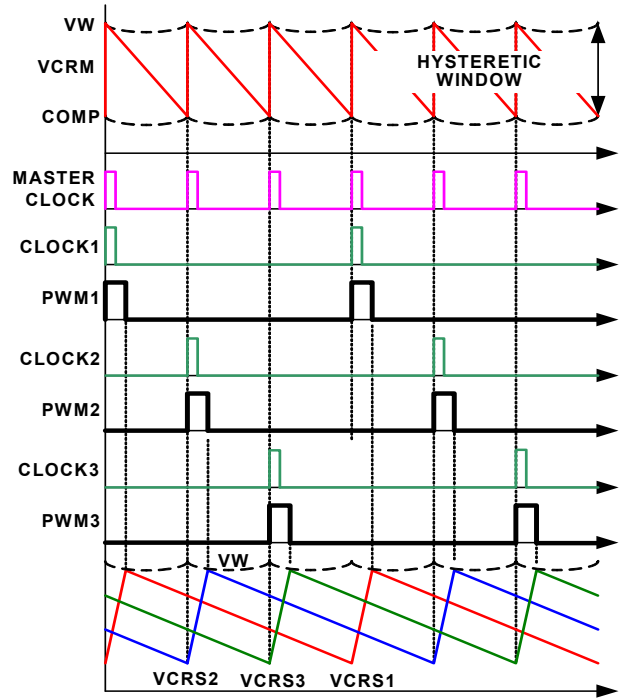 VW
VCRM
HYSTERETIC
WINDOW
COMP
MASTER
CLOCK
CLOCK1
PWM1
CLOCK2
PWM2
CLOCK3
PWM3
VW
VCRS2 VCRS3 VCRS1